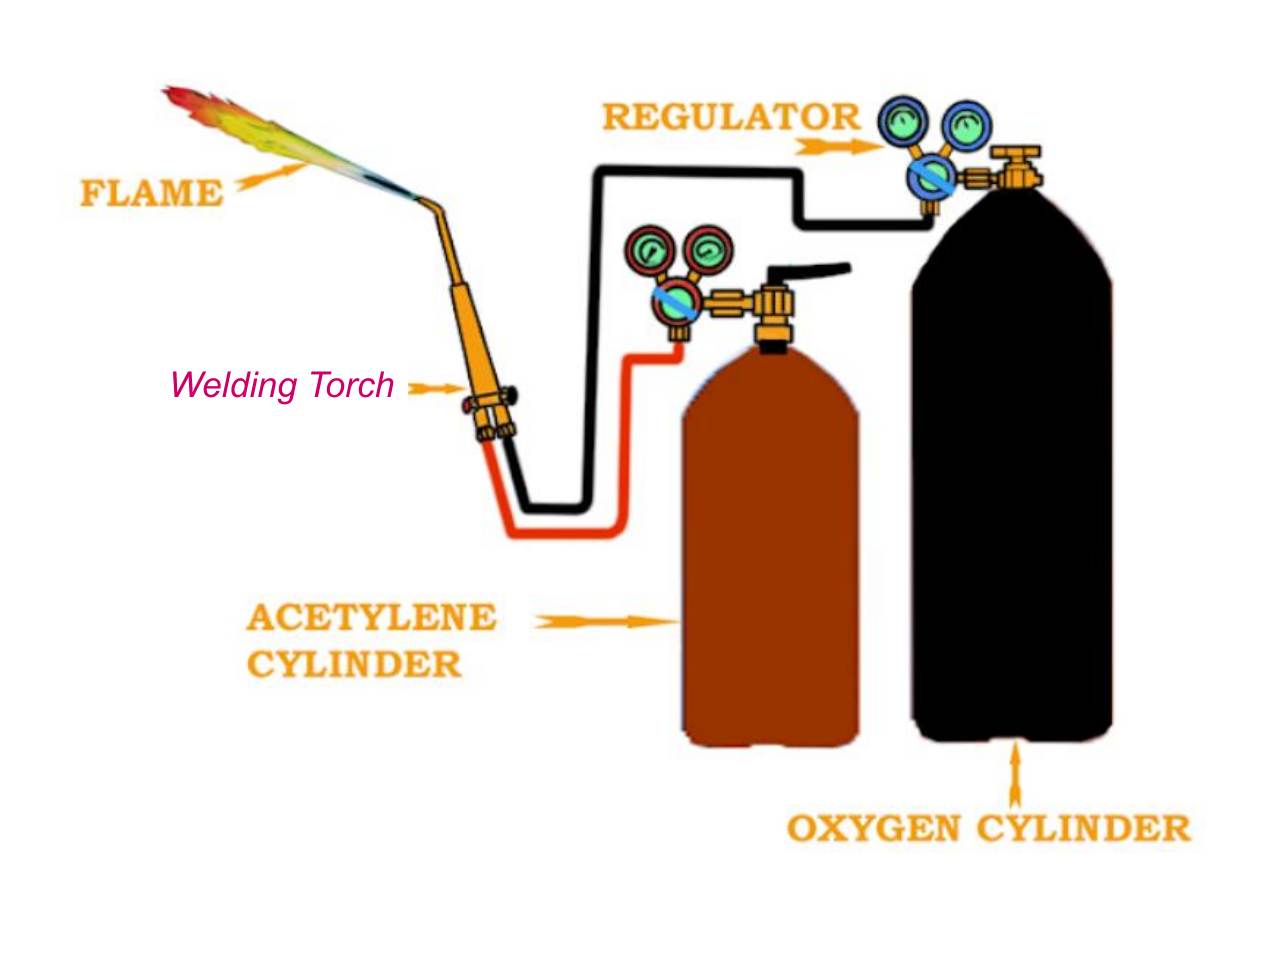 REGULATOR
FLAME
Welding Torch
ACETYLENE
CYLINDER
OXYGEN CYLINDER